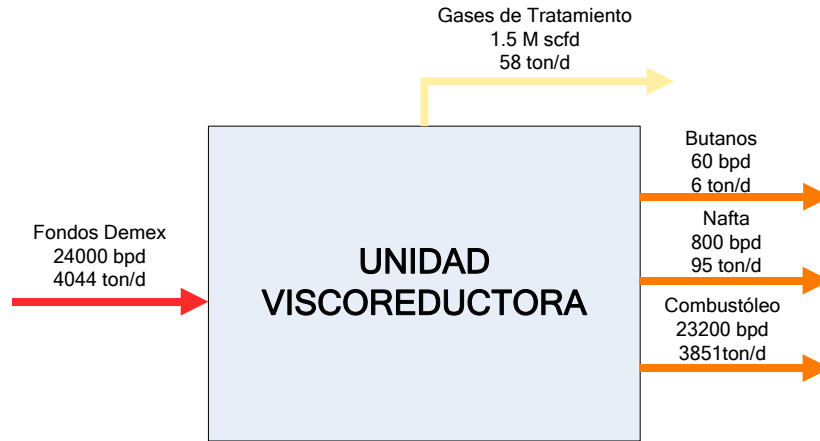 Gases de Tratamiento
1.5 M scfd
58 ton/d
Butanos
60 bpd
6 ton/d
Fondos Demex
24000 bpd
4044 ton/d
Nafta
800 bpd
95 ton/d
UNIDAD
VISCOREDUCTORA
Combustóleo
23200 bpd
3851ton/d